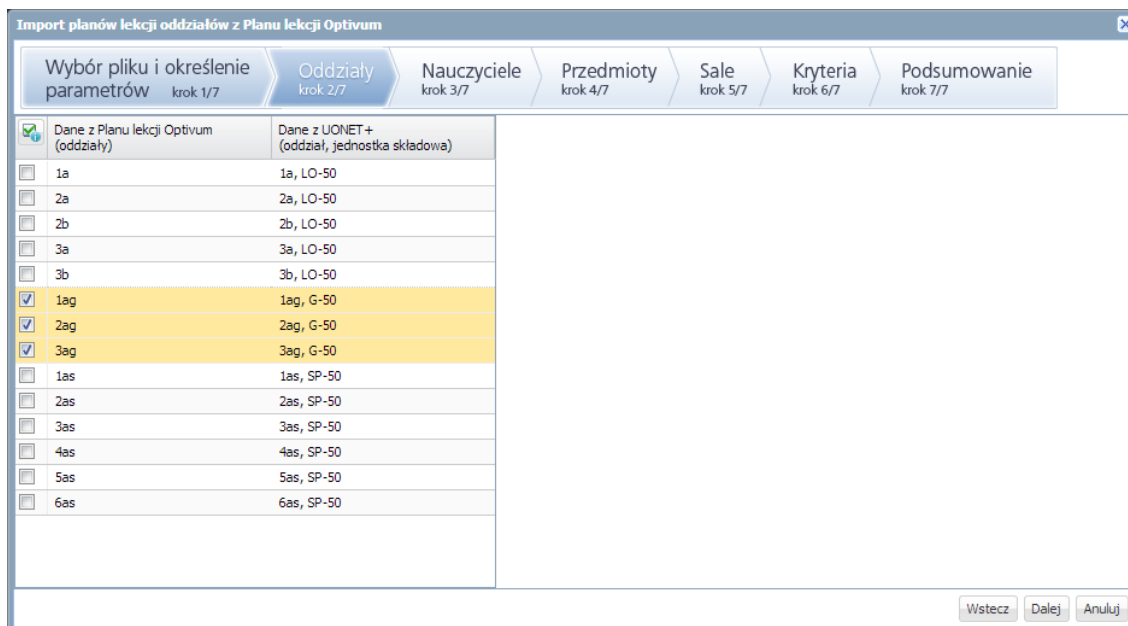 Import planów lekcji oddziałów z Planu lekcji Optivum
Wybór pliku i określenie
parametrów krok 1/7
Oddziały
krok 2/7
Nauczyciele
krok 3/7
Przedmioty
krok 4/7
Sale
krok 5/7
Kryteria
krok 6/7
Podsumowanie
krok 7/7
Dane z Planu lekcji Optivum
(oddziały)
Dane z UONET+
(oddział, jednostka składowa)
1a 1a, LO-50
2a 2a, LO-50
2b 2b, LO-50
3a 3a, LO-50
3b 3b, LO-50
1ag 1ag, G-50
2ag 2ag, G-50
3ag 3ag, G-50
1as 1as, SP-50
2as 2as, SP-50
3as 3as, SP-50
4as 4as, SP-50
5as 5as, SP-50
6as 6as, SP-50
Wstecz Dalej Anuluj